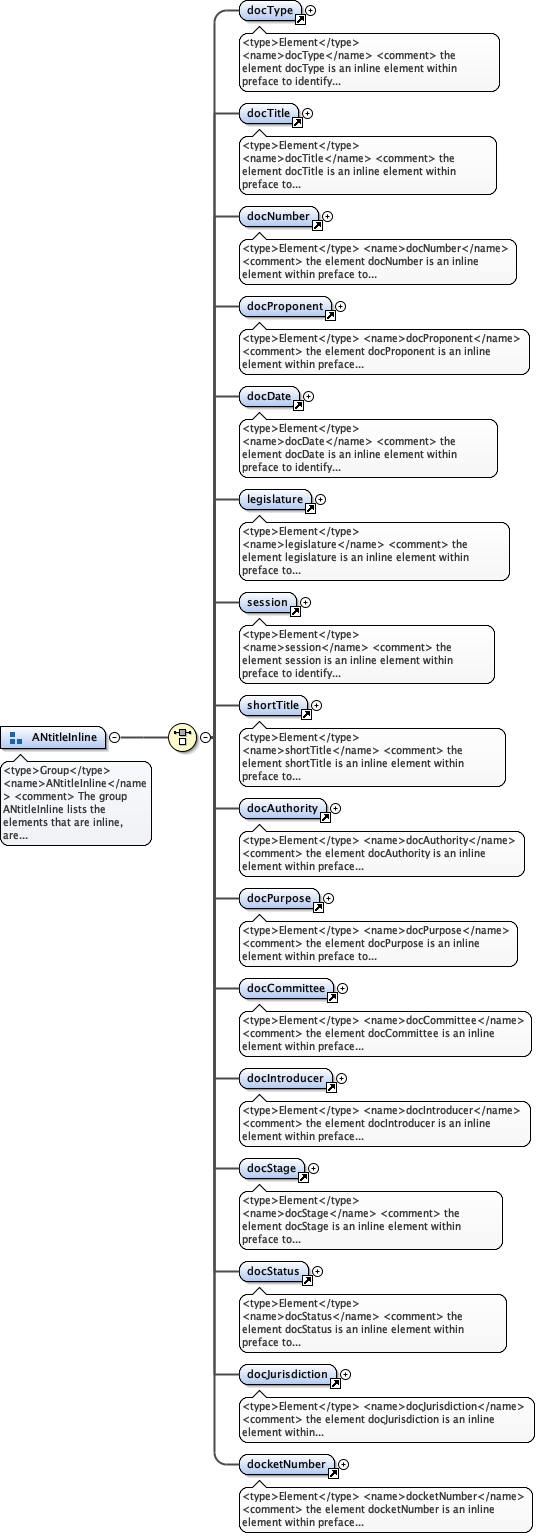 docType
<type>Element</type>
<name>docType</name> <comment> the
element docType is an inline element within
preface to identify...
docTitle
<type>Element</type>
<name>docTitle</name> <comment> the
element docTitle is an inline element within
preface to...
docNumber
<type>Element</type> <name>docNumber</name>
<comment> the element docNumber is an inline
element within preface to...
docProponent
<type>Element</type> <name>docProponent</name>
<comment> the element docProponent is an inline
element within preface...
docDate
<type>Element</type>
<name>docDate</name> <comment> the
element docDate is an inline element within
preface to identify...
legislature
<type>Element</type>
<name>legislature</name> <comment> the
element legislature is an inline element within
preface to...
session
<type>Element</type>
<name>session</name> <comment> the
element session is an inline element within
preface to identify...
shortTitle
<type>Element</type>
<name>shortTitle</name> <comment> the
element shortTitle is an inline element within
preface to...
ANtitleInline
<type>Group</type>
<name>ANtitleInline</name
> <comment> The group
ANtitleInline lists the
elements that are inline,
are...
docAuthority
<type>Element</type> <name>docAuthority</name>
<comment> the element docAuthority is an inline
element within preface...
docPurpose
<type>Element</type> <name>docPurpose</name>
<comment> the element docPurpose is an inline
element within preface to...
docCommittee
<type>Element</type> <name>docCommittee</name>
<comment> the element docCommittee is an inline
element within preface...
docIntroducer
<type>Element</type> <name>docIntroducer</name>
<comment> the element docIntroducer is an inline
element within preface...
docStage
<type>Element</type>
<name>docStage</name> <comment> the
element docStage is an inline element within
preface to...
docStatus
<type>Element</type>
<name>docStatus</name> <comment> the
element docStatus is an inline element within
preface to...
docJurisdiction
<type>Element</type> <name>docJurisdiction</name>
<comment> the element docJurisdiction is an inline
element within...
docketNumber
<type>Element</type> <name>docketNumber</name>
<comment> the element docketNumber is an inline
element within preface...